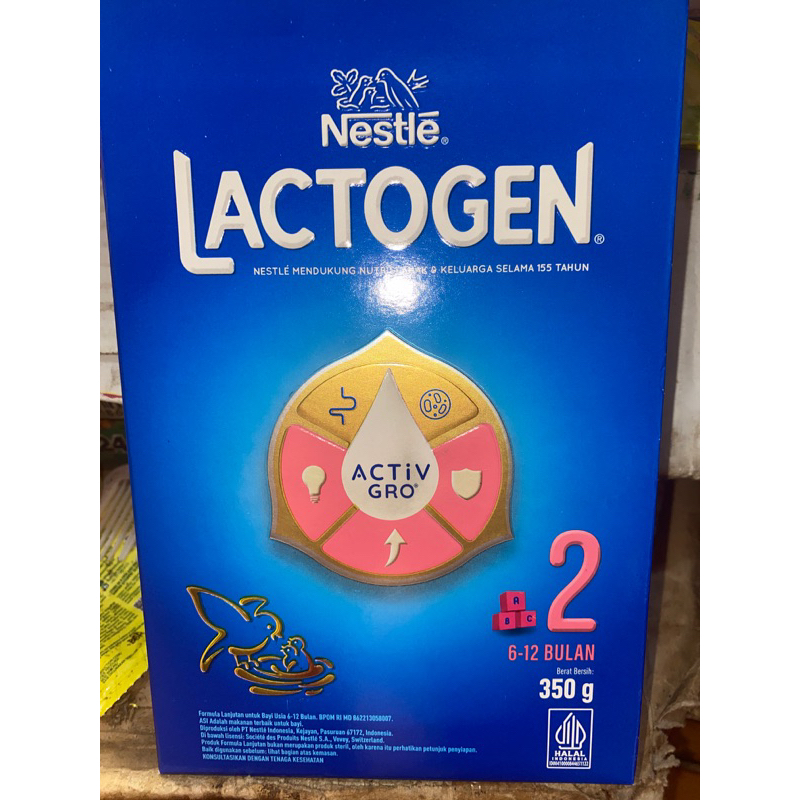 Nestlé®
LACTOGEN®
NESTLÉ MENDUKUNG NUTRISI ANAK & KELUARGA SELAMA 155 TAHUN
ACTiV
GRO®
2
A
B C
6-12 BULAN
Berat Bersih:
350 g
Formula Lanjutan untuk Bayi Usia 6-12 Bulan. BPOM RI MD 862213058007.
ASI Adalah makanan terbaik untuk bayi.
Diproduksi oleh PT Nestlé Indonesia, Kejayan, Pasuruan 67172, Indonesia.
Di bawah lisensi: Société des Produits Nestlé S.A., Vevey, Switzerland.
Produk Formula Lanjutan bukan merupakan produk steril, oleh karena itu perhatikan petunjuk penyiapan.
Baik digunakan sebelum: lihat bagian atas kemasan.
KONSULTASIKAN DENGAN TENAGA KESEHATAN
HALAL
INDONESIA